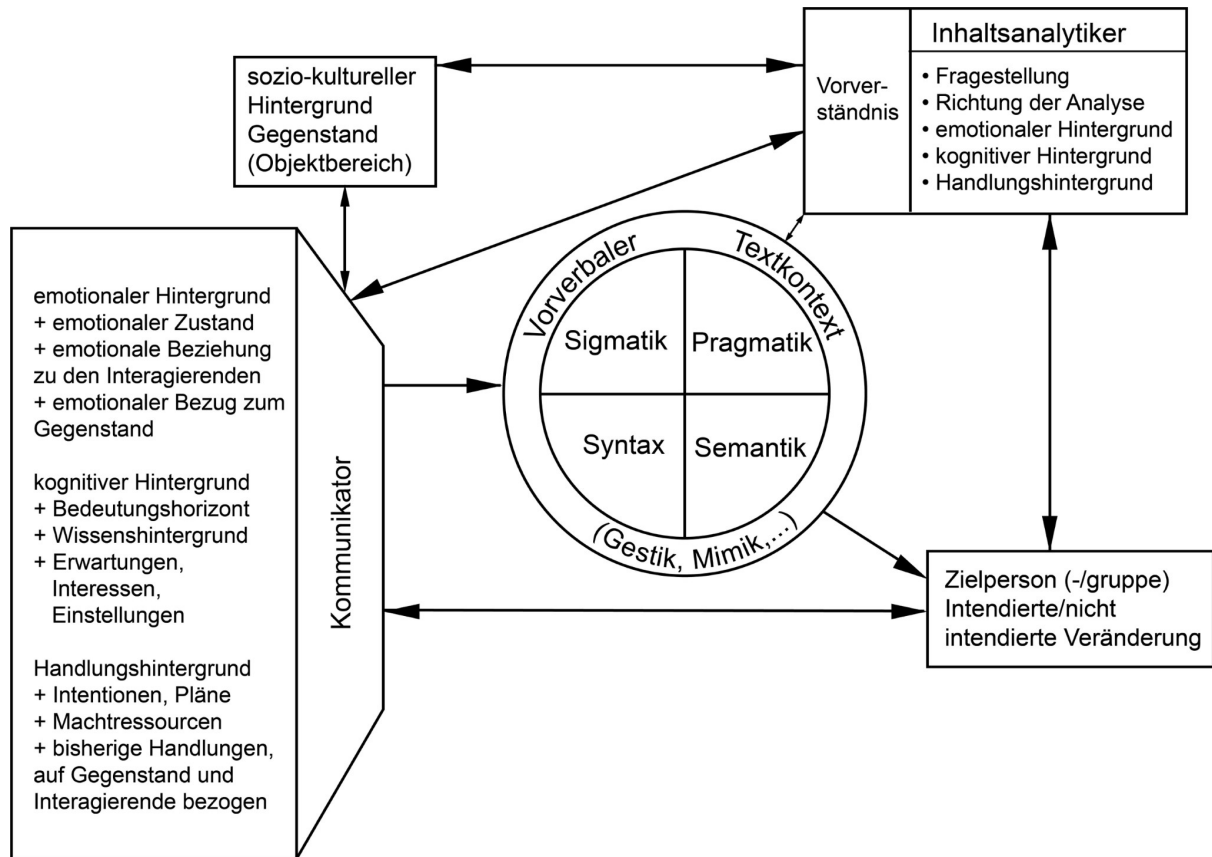 sozio-kultureller
Hintergrund
Gegenstand
(Objektbereich)
Vorver-
ständnis
Inhaltsanalytiker
• Fragestellung
• Richtung der Analyse
• emotionaler Hintergrund
• kognitiver Hintergrund
• Handlungshintergrund
emotionaler Hintergrund
+ emotionaler Zustand
+ emotionale Beziehung
zu den Interagierenden
+ emotionaler Bezug zum
Gegenstand
kognitiver Hintergrund
+ Bedeutungshorizont
+ Wissenshintergrund
+ Erwartungen,
Interessen,
Einstellungen
Handlungshintergrund
+ Intentionen, Pläne
+ Machtressourcen
+ bisherige Handlungen,
auf Gegenstand und
Interagierende bezogen
Kommunikator
Vorverbaler Textkontext
Sigmatik
Pragmatik
Syntax
Semantik
(Gestik, Mimik,...)
Zielperson (-/gruppe)
Intendierte/nicht
intendierte Veränderung